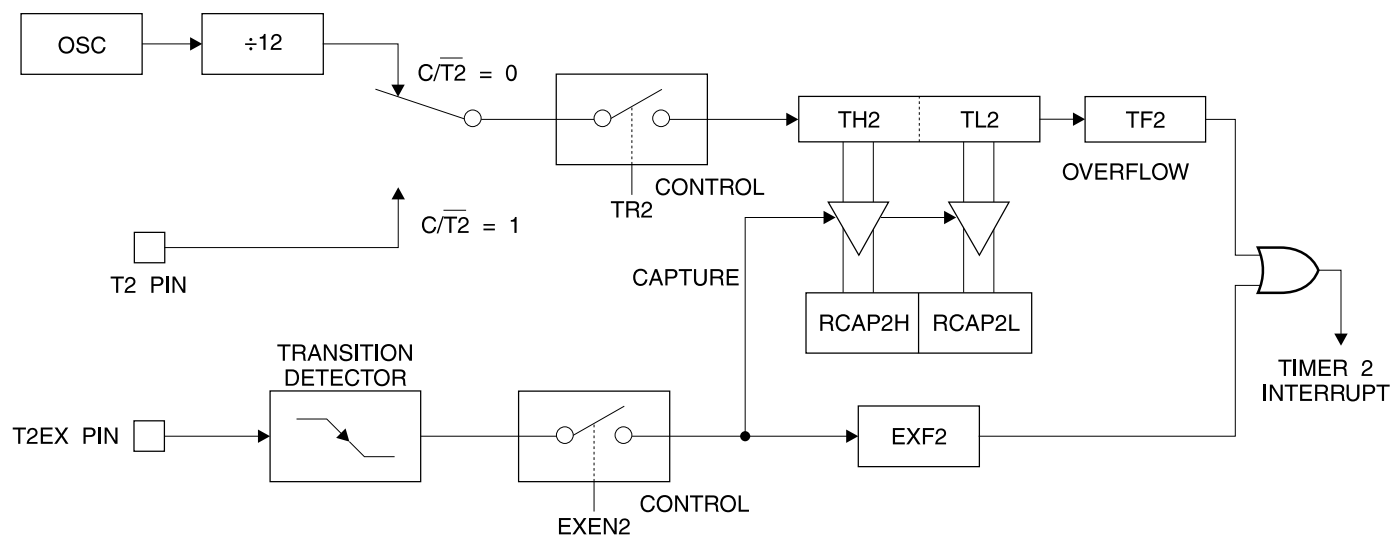 OSC
÷12
C/T2 = 0
TH2
TL2
TF2
OVERFLOW
CONTROL
TR2
C/T2 = 1
T2 PIN
CAPTURE
RCAP2H
RCAP2L
TRANSITION
DETECTOR
TIMER 2
INTERRUPT
T2EX PIN
EXF2
CONTROL
EXEN2